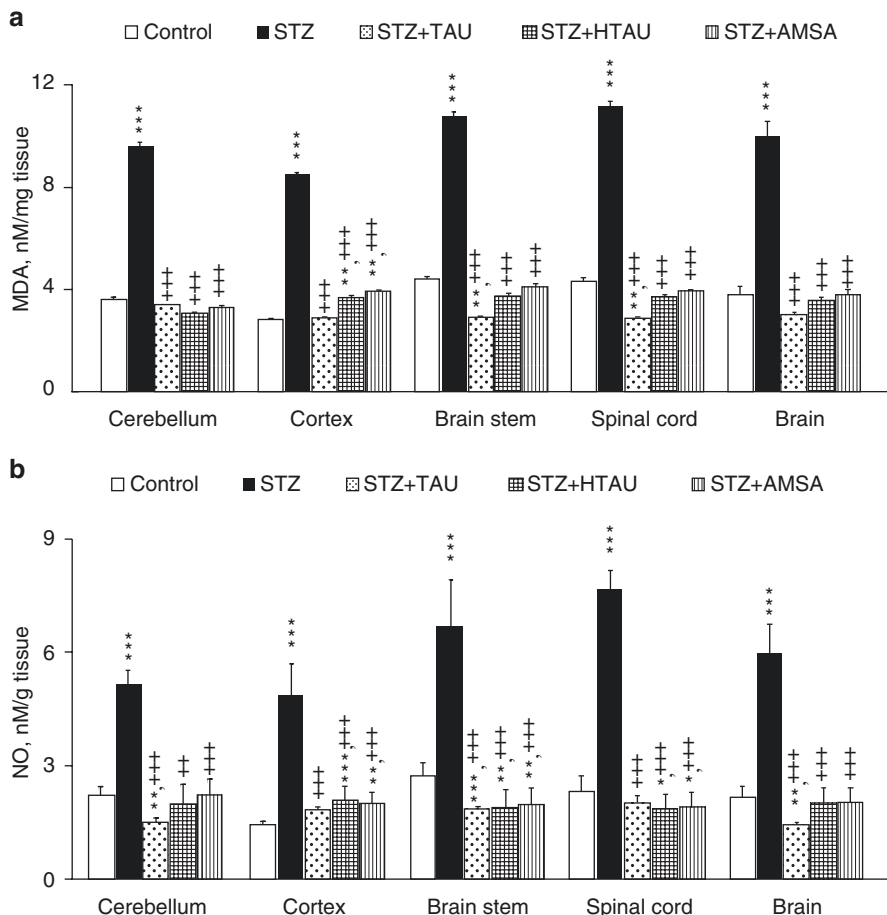 a
Control STZ STZ+TAU STZ+HTAU STZ+AMSA
MDA, nM/mg tissue
12
8
4
0
*** *** *** *** ***
‡‡‡ ‡‡‡ ‡‡‡ ‡‡‡ **,‡‡‡ **,‡‡‡ **,‡‡‡ ‡‡‡ ‡‡‡ **,‡‡‡ ‡‡‡ ‡‡‡ ‡‡‡ ‡‡‡ ‡‡‡
Cerebellum Cortex Brain stem Spinal cord Brain
b
Control STZ STZ+TAU STZ+HTAU STZ+AMSA
NO, nM/g tissue
9
6
3
0
*** *** *** *** ***
**,‡‡‡ ‡‡‡ ‡‡‡ ‡‡‡ ***,‡‡‡ **,‡‡‡ ***,‡‡‡ **,‡‡‡ **,‡‡‡ ‡‡‡ *,‡‡‡ *,‡‡‡ **,‡‡‡ ‡‡‡ ‡‡‡
Cerebellum Cortex Brain stem Spinal cord Brain